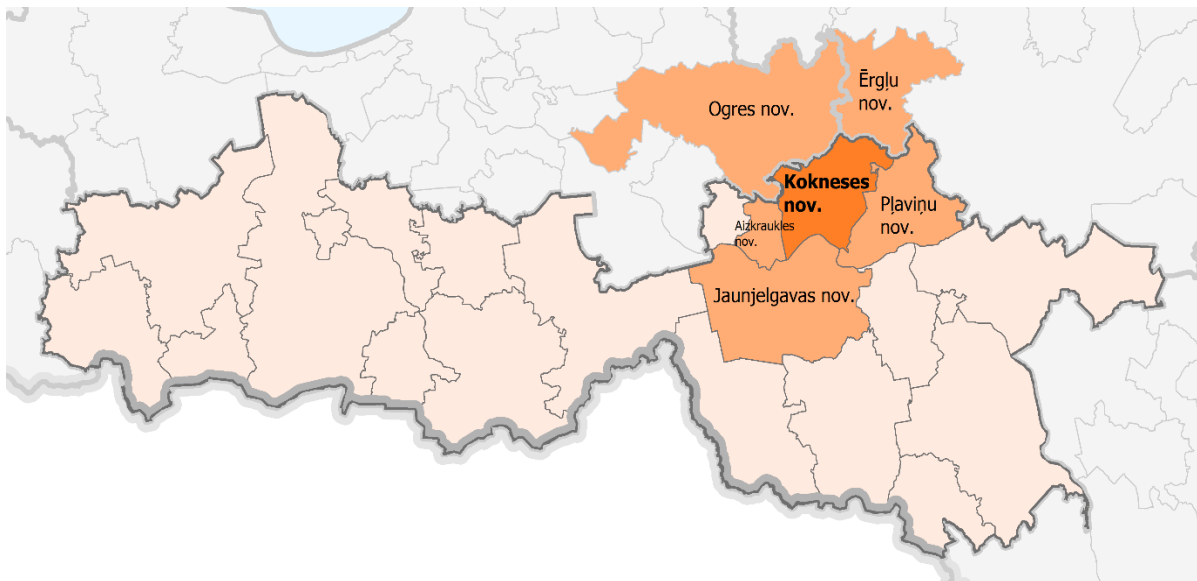 Ērgļu
nov.
Ogres nov.
Kokneses
nov.
Pļaviņu
nov.
Aizkraukles
nov.
Jaunjelgavas nov.